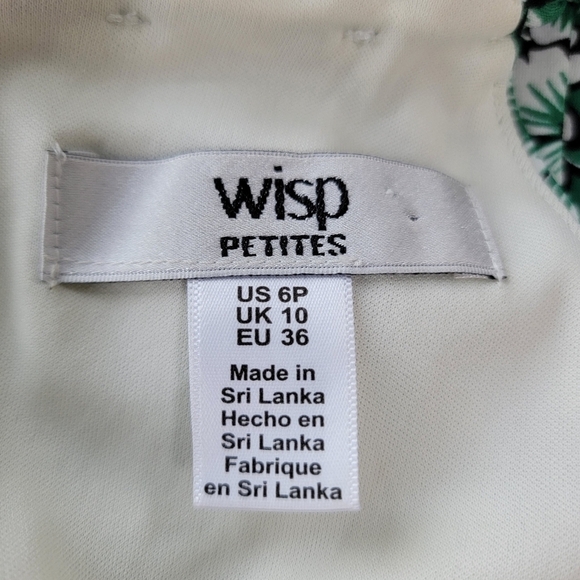 wisp
PETITES
US 6P
UK 10
EU 36
Made in
Sri Lanka
Hecho en
Sri Lanka
Fabrique
en Sri Lanka